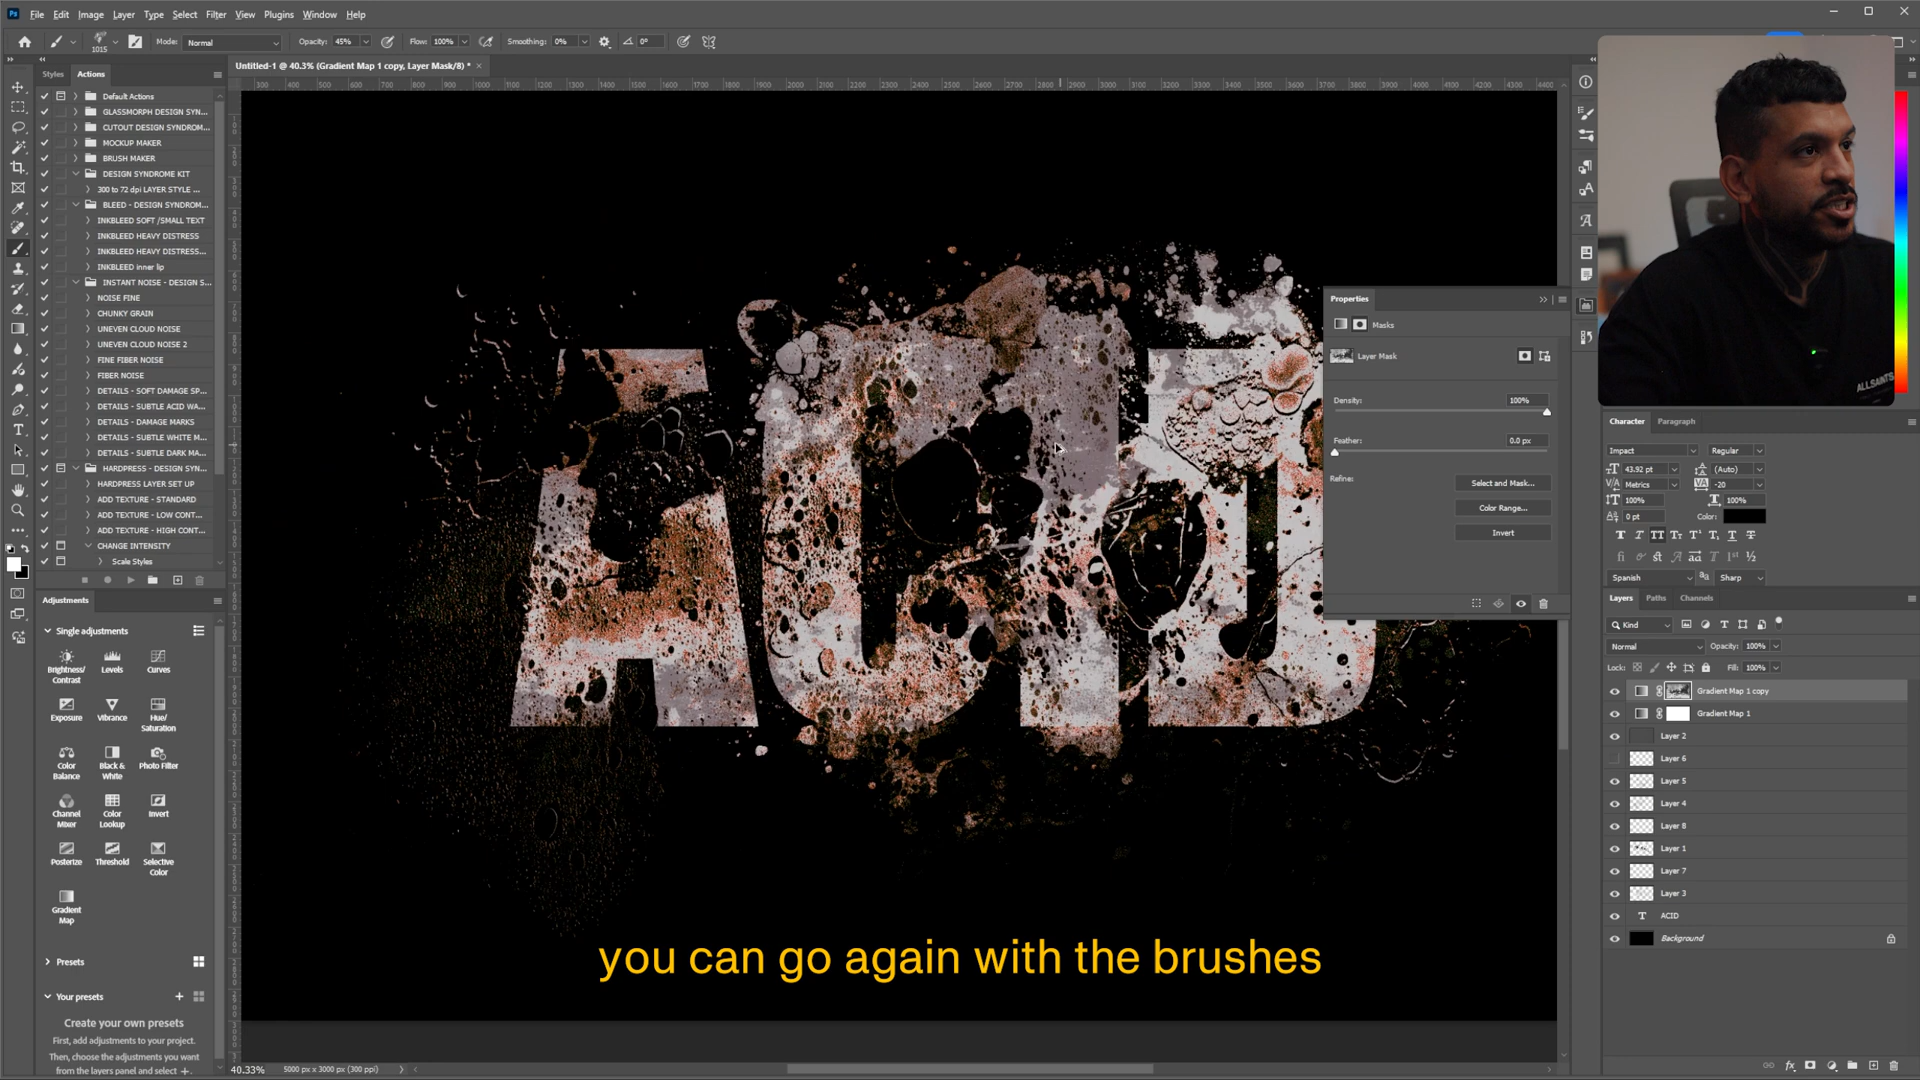 File Edit Image Layer Type Select Filter View Plugins Window Help
1015 Mode: Normal Opacity: 45% Flow: 100% Smoothing: 0% 0°
Styles Actions
Default Actions
GLASSMORPH DESIGN SYN...
CUTOUT DESIGN SYNDROM...
MOCKUP MAKER
BRUSH MAKER
DESIGN SYNDROME KIT
300 to 72 dpi LAYER STYLE ...
BLEED - DESIGN SYNDROM...
INKBLEED SOFT /SMALL TEXT
INKBLEED HEAVY DISTRESS
INKBLEED HEAVY DISTRESS...
INKBLEED inner lip
INSTANT NOISE - DESIGN S...
NOISE FINE
CHUNKY GRAIN
UNEVEN CLOUD NOISE
UNEVEN CLOUD NOISE 2
FINE FIBER NOISE
FIBER NOISE
DETAILS - SOFT DAMAGE SP...
DETAILS - SUBTLE ACID WA...
DETAILS - DAMAGE MARKS
DETAILS - SUBTLE WHITE M...
DETAILS - SUBTLE DARK MA...
HARDPRESS - DESIGN SYN...
HARDPRESS LAYER SET UP
ADD TEXTURE - STANDARD
ADD TEXTURE - LOW CONT...
ADD TEXTURE - HIGH CONT...
CHANGE INTENSITY
Scale Styles
Adjustments
Single adjustments
Brightness/
Contrast
Levels
Curves
Exposure
Vibrance
Hue/
Saturation
Color
Balance
Black &
White
Photo Filter
Channel
Mixer
Color
Lookup
Invert
Posterize
Threshold
Selective
Color
Gradient
Map
Presets
Your presets
Create your own presets
First, add adjustments to your project.
Then, choose the adjustments you want
from the layers panel and select +.
Untitled-1 @ 40.3% (Gradient Map 1 copy, Layer Mask/8) *
ACID
you can go again with the brushes
40.33% 5000 px x 3000 px (300 ppi)
Properties
Masks
Layer Mask
Density: 100%
Feather: 0.0 px
Refine:
Select and Mask...
Color Range...
Invert
ALLSAINTS
Character Paragraph
Impact Regular
43.92 pt (Auto)
Metrics -20
100% 100%
0 pt Color:
Spanish Sharp
Layers Paths Channels
Kind
Normal Opacity: 100%
Lock: Fill: 100%
Gradient Map 1 copy
Gradient Map 1
Layer 2
Layer 6
Layer 5
Layer 4
Layer 8
Layer 1
Layer 7
Layer 3
ACID
Background